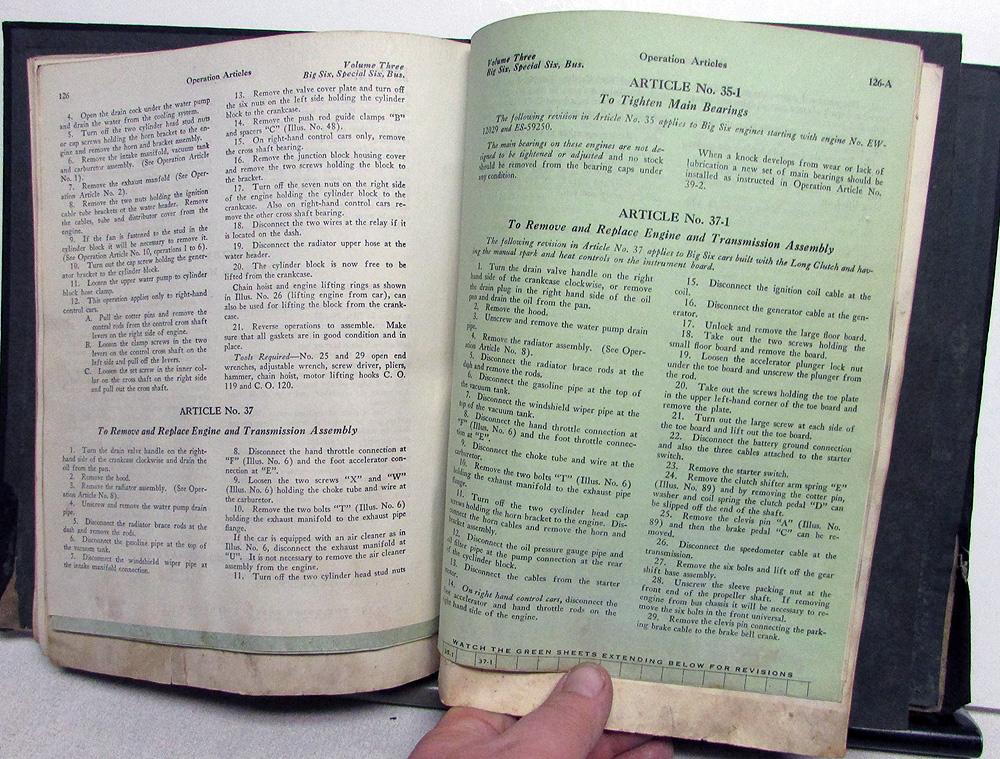 126
Operation Articles
Volume Three
Big Six, Special Six, Bus.
4. Open the drain cock under the water pump
and drain the water from the cooling system.
5. Turn off the two cylinder head stud nuts
or cap screws holding the horn bracket to the en-
gine and remove the horn and bracket assembly.
6. Remove the intake manifold, vacuum tank
and carburetor assembly. (See Operation Article
No. 1).
7. Remove the exhaust manifold (See Oper-
ation Article No. 2).
8. Remove the two nuts holding the ignition
cable tube brackets ot the water header. Remove
the cables, tube and distributor cover from the
engine.
9. If the fan is fastened to the stud in the
cylinder block it will be necessary to remove it.
(See Operation Article No. 10, operations 1 to 6).
10. Turn out the cap screw holding the gener-
ator bracket to the cylinder block.
11. Loosen the upper water pump to cylinder
block hose clamp.
12. This operation applies only to right-hand
control cars.
A. Pull the cotter pins and remove the
control rods from the control cross shaft
levers on the right side of engine.
B. Loosen the clamp screws in the two
levers on the control cross shaft on the
left side and pull off the levers.
C. Loosen the set screw in the inner col-
lar on the cross shaft on the right side
and pull out the cross shaft.
13. Remove the valve cover plate and turn off
the six nuts on the left side holding the cylinder
block to the crankcase.
14. Remove the push rod guide clamps "B"
and spacers "C" (Illus. No. 48).
15. On right-hand control cars only, remove
the cross shaft bearing.
16. Remove the junction block housing cover
and remove the two screws holding the block to
the bracket.
17. Turn off the seven nuts on the right side
of the engine holding the cylinder block to the
crankcase. Also on right-hand control cars re-
move the other cross shaft bearing.
18. Disconnect the two wires at the relay if it
is located on the dash.
19. Disconnect the radiator upper hose at the
water header.
20. The cylinder block is now free to be
lifted from the crankcase.
Chain hoist and engine lifting rings as shown
in Illus. No. 26 (lifting engine from car), can
also be used for lifting the block from the crank-
case.
21. Reverse operations to assemble. Make
sure that all gaskets are in good condition and in
place.
Tools Required—No. 25 and 29 open end
wrenches, adjustable wrench, screw driver, pliers,
hammer, chain hoist, motor lifting hooks C. O.
119 and C. O. 120.
ARTICLE No. 37
To Remove and Replace Engine and Transmission Assembly
1. Turn the drain valve handle on the right-
hand side of the crankcase clockwise and drain the
oil from the pan.
2. Remove the hood.
3. Remove the radiator assembly. (See Oper-
ation Article No. 8).
4. Unscrew and remove the water pump drain
pipe.
5. Disconnect the radiator brace rods at the
dash and remove the rods.
6. Disconnect the gasoline pipe at the top of
the vacuum tank.
7. Disconnect the windshield wiper pipe at
the intake manifold connection.
8. Disconnect the hand throttle connection at
"F" (Illus. No. 6) and the foot accelerator con-
nection at "E".
9. Loosen the two screws "X" and "W"
(Illus. No. 6) holding the choke tube and wire at
the carburetor.
10. Remove the two bolts "T" (Illus. No. 6)
holding the exhaust manifold to the exhaust pipe
flange.
If the car is equipped with an air cleaner as in
Illus. No. 6, disconnect the exhaust manifold at
"U". It is not necessary to remove the air cleaner
assembly from the engine.
11. Turn off the two cylinder head stud nuts
Volume Three
Big Six, Special Six, Bus.
Operation Articles
126-A
ARTICLE No. 35-1
To Tighten Main Bearings
The following revision in Article No. 35 applies to Big Six engines starting with engine No. EW-
12029 and ES-59250.
The main bearings on these engines are not de-
signed to be tightened or adjusted and no stock
should be removed from the bearing caps under
any condition.
When a knock develops from wear or lack of
lubrication a new set of main bearings should be
installed as instructed in Operation Article No.
39-2.
ARTICLE No. 37-1
To Remove and Replace Engine and Transmission Assembly
The following revision in Article No. 37 applies to Big Six cars built with the Long Clutch and hav-
ing the manual spark and heat controls on the instrument board.
1. Turn the drain valve handle on the right
hand side of the crankcase clockwise, or remove
the drain plug in the right hand side of the oil
pan and drain the oil from the pan.
2. Remove the hood.
3. Unscrew and remove the water pump drain
pipe.
4. Remove the radiator assembly. (See Oper-
ation Article No. 8).
5. Disconnect the radiator brace rods at the
dash and remove the rods.
6. Disconnect the gasoline pipe at the top of
the vacuum tank.
7. Disconnect the windshield wiper pipe at the
top of the vacuum tank.
8. Disconnect the hand throttle connection at
"F" (Illus. No. 6) and the foot throttle connec-
tion at "E".
9. Disconnect the choke tube and wire at the
carburetor.
10. Remove the two bolts "T" (Illus. No. 6)
holding the exhaust manifold to the exhaust pipe
flange.
11. Turn off the two cyclinder head cap
screws holding the horn bracket to the engine. Dis-
connect the horn cables and remove the horn and
bracket assembly.
12. Disconnect the oil pressure gauge pipe and
oil filter pipe at the pump connection at the rear
of the cylinder block.
13. Disconnect the cables from the starter
motor.
14. On right hand control cars, disconnect the
foot accelerator and hand throttle rods on the
right hand side of the engine.
15. Disconnect the ignition coil cable at the
coil.
16. Disconnect the generator cable at the gen-
erator.
17. Unlock and remove the large floor board.
18. Take out the two screws holding the
small floor board and remove the board.
19. Loosen the accelerator plunger lock nut
under the toe board and unscrew the plunger from
the rod.
20. Take out the screws holding the toe plate
in the upper left-hand corner of the toe board and
remove the plate.
21. Turn out the large screw at each side of
the toe board and lift out the toe board.
22. Disconnect the battery ground connection
and also the three cables attached to the starter
switch.
23. Remove the starter switch.
24. Remove the clutch shifter arm spring "E"
(Illus. No. 89) and by removing the cotter pin,
washer and coil spring the clutch pedal "D" can
be slipped off the end of the shaft.
25. Remove the clevis pin "A" (Illus. No.
89) and then the brake pedal "C" can be re-
moved.
26. Disconnect the speedometer cable at the
transmission.
27. Remove the six bolts and lift off the gear
shift base assembly.
28. Unscrew the sleeve packing nut at the
front end of the propeller shaft. If removing
engine from bus chassis it will be necessary to re-
move the six bolts in the front universal.
29. Remove the clevis pin connecting the park-
ing brake cable to the brake bell crank.
WATCH THE GREEN SHEETS EXTENDING BELOW FOR REVISIONS
35-1
37-1